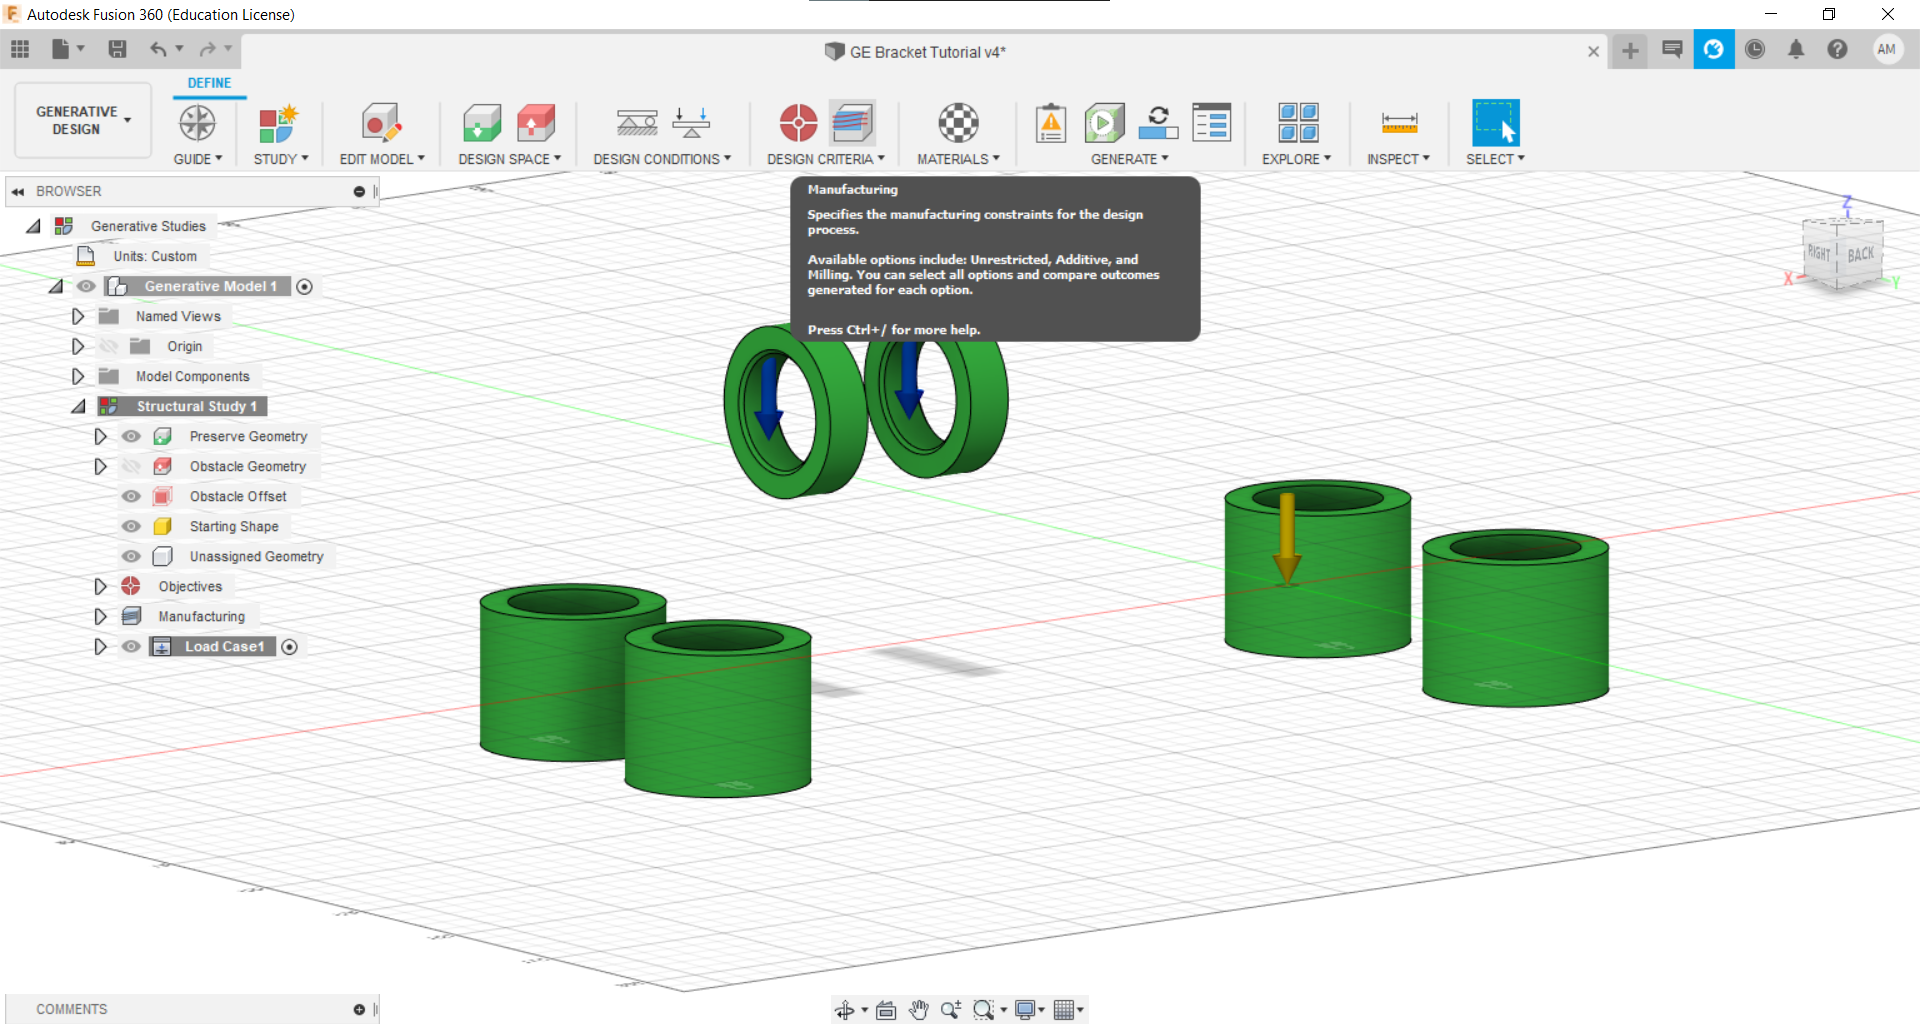 Autodesk Fusion 360 (Education License)
GE Bracket Tutorial v4*
AM
DEFINE
GENERATIVE
DESIGN
GUIDE
STUDY
EDIT MODEL
DESIGN SPACE
DESIGN CONDITIONS
DESIGN CRITERIA
MATERIALS
GENERATE
EXPLORE
INSPECT
SELECT
BROWSER
Manufacturing
Specifies the manufacturing constraints for the design
process.
Available options include: Unrestricted, Additive, and
Milling. You can select all options and compare outcomes
generated for each option.
Press Ctrl+/ for more help.
Generative Studies
Units: Custom
Generative Model 1
Named Views
Origin
Model Components
Structural Study 1
Preserve Geometry
Obstacle Geometry
Obstacle Offset
Starting Shape
Unassigned Geometry
Objectives
Manufacturing
Load Case1
Z
RIGHT
BACK
X
Y
COMMENTS